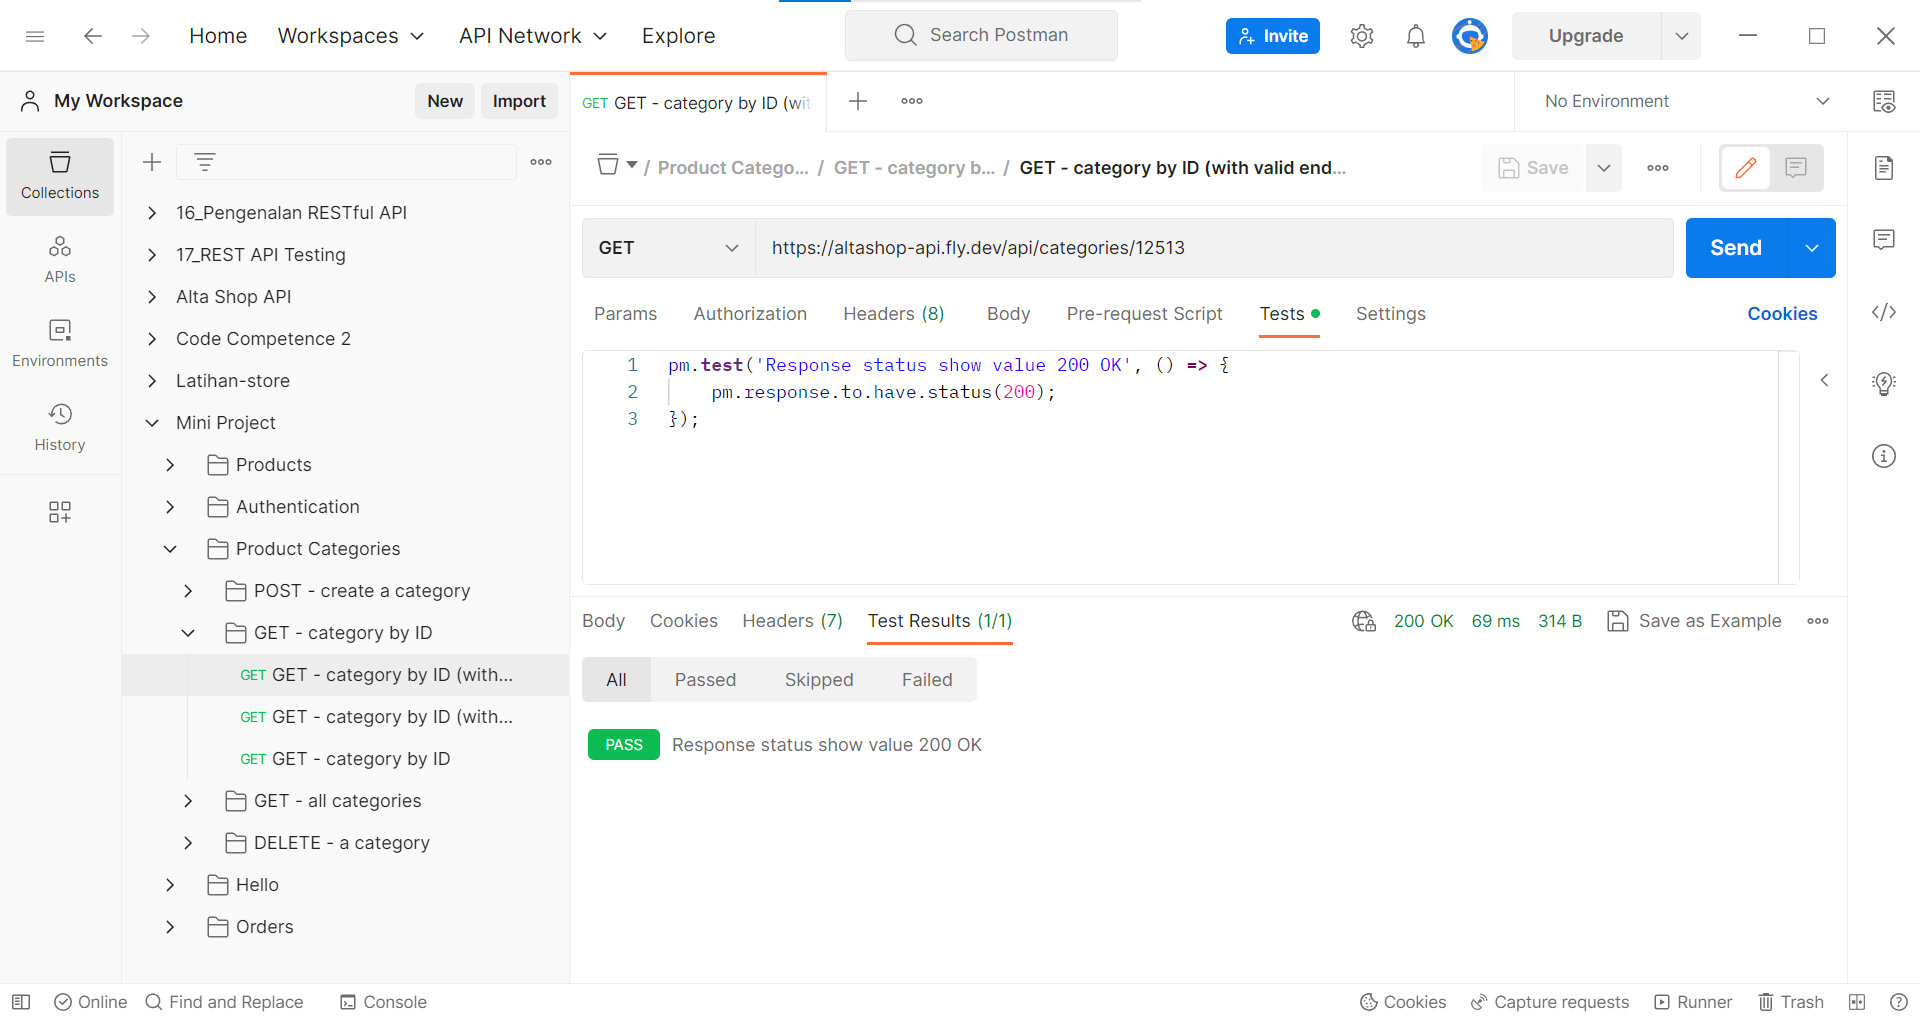 Home
Workspaces
API Network
Explore
Search Postman
Invite
Upgrade
My Workspace
New
Import
GET GET - category by ID (wit
No Environment
Collections
APIs
Environments
History
16_Pengenalan RESTful API
17_REST API Testing
Alta Shop API
Code Competence 2
Latihan-store
Mini Project
Products
Authentication
Product Categories
POST - create a category
GET - category by ID
GET GET - category by ID (with...
GET GET - category by ID (with...
GET GET - category by ID
GET - all categories
DELETE - a category
Hello
Orders
/ Product Catego... / GET - category b... / GET - category by ID (with valid end...
Save
GET
https://altashop-api.fly.dev/api/categories/12513
Send
Params
Authorization
Headers (8)
Body
Pre-request Script
Tests
Settings
Cookies
1 pm.test('Response status show value 200 OK', () => {
2 pm.response.to.have.status(200);
3 });
Body
Cookies
Headers (7)
Test Results (1/1)
200 OK
69 ms
314 B
Save as Example
All
Passed
Skipped
Failed
PASS
Response status show value 200 OK
Online
Find and Replace
Console
Cookies
Capture requests
Runner
Trash